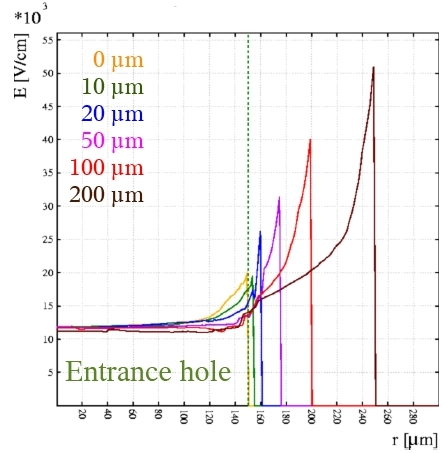 *10³
E [V/cm]
0 µm
10 µm
20 µm
50 µm
100 µm
200 µm
55
50
45
40
35
30
25
20
15
10
5
Entrance hole
20 40 60 80 100 120 140 160 180 200 220 240 260 280
r [µm]